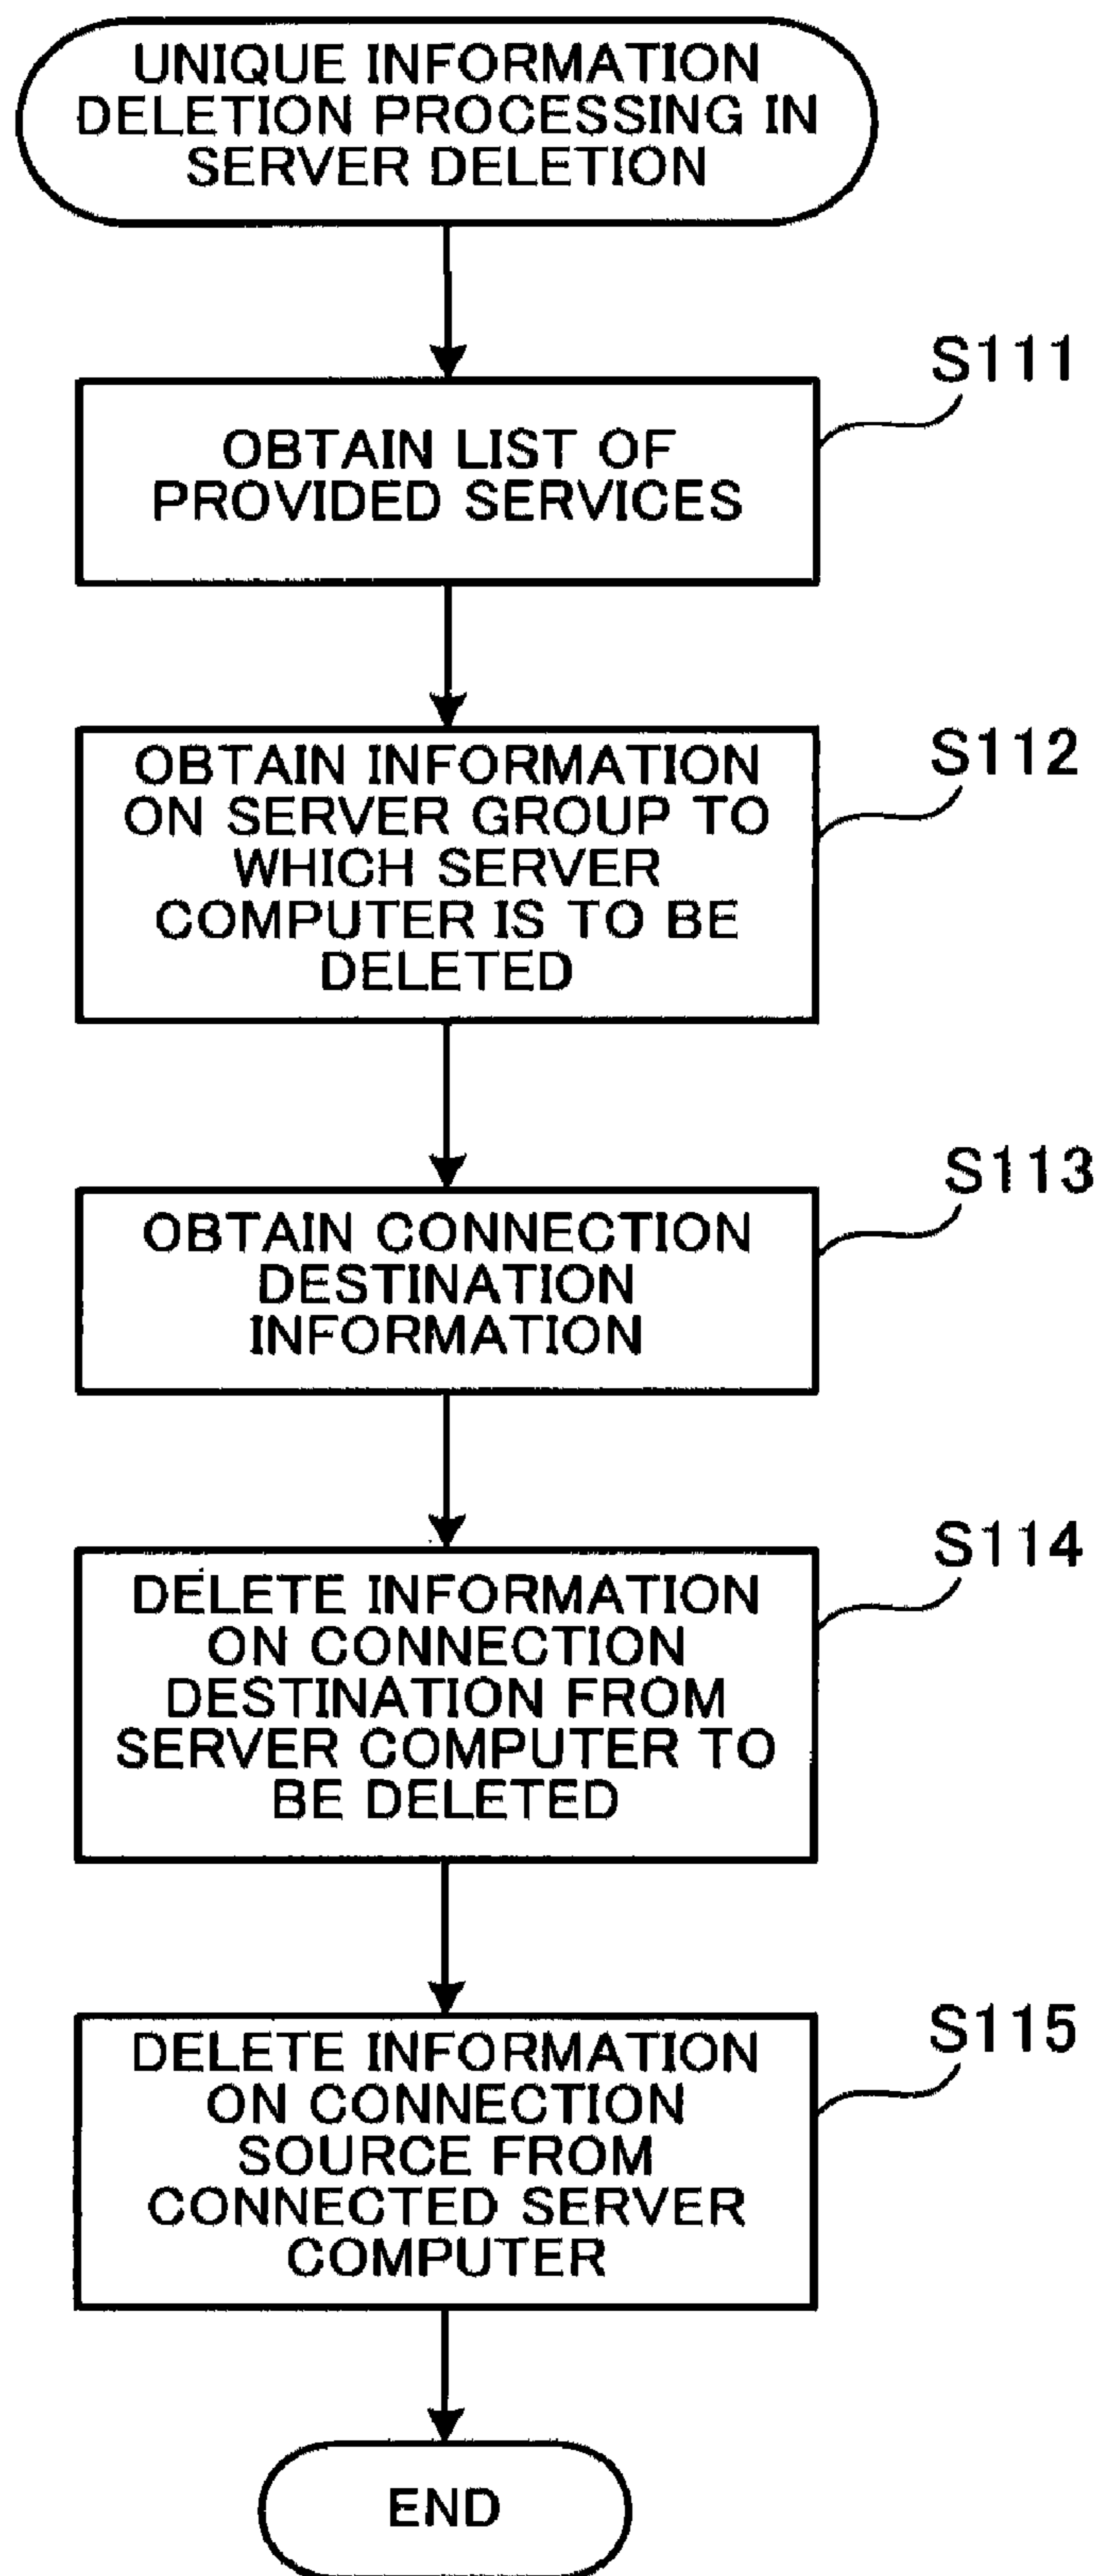 UNIQUE INFORMATION
DELETION PROCESSING IN
SERVER DELETION
S111
OBTAIN LIST OF
PROVIDED SERVICES
S112
OBTAIN INFORMATION
ON SERVER GROUP TO
WHICH SERVER
COMPUTER IS TO BE
DELETED
S113
OBTAIN CONNECTION
DESTINATION
INFORMATION
S114
DELETE INFORMATION
ON CONNECTION
DESTINATION FROM
SERVER COMPUTER TO
BE DELETED
S115
DELETE INFORMATION
ON CONNECTION
SOURCE FROM
CONNECTED SERVER
COMPUTER
END